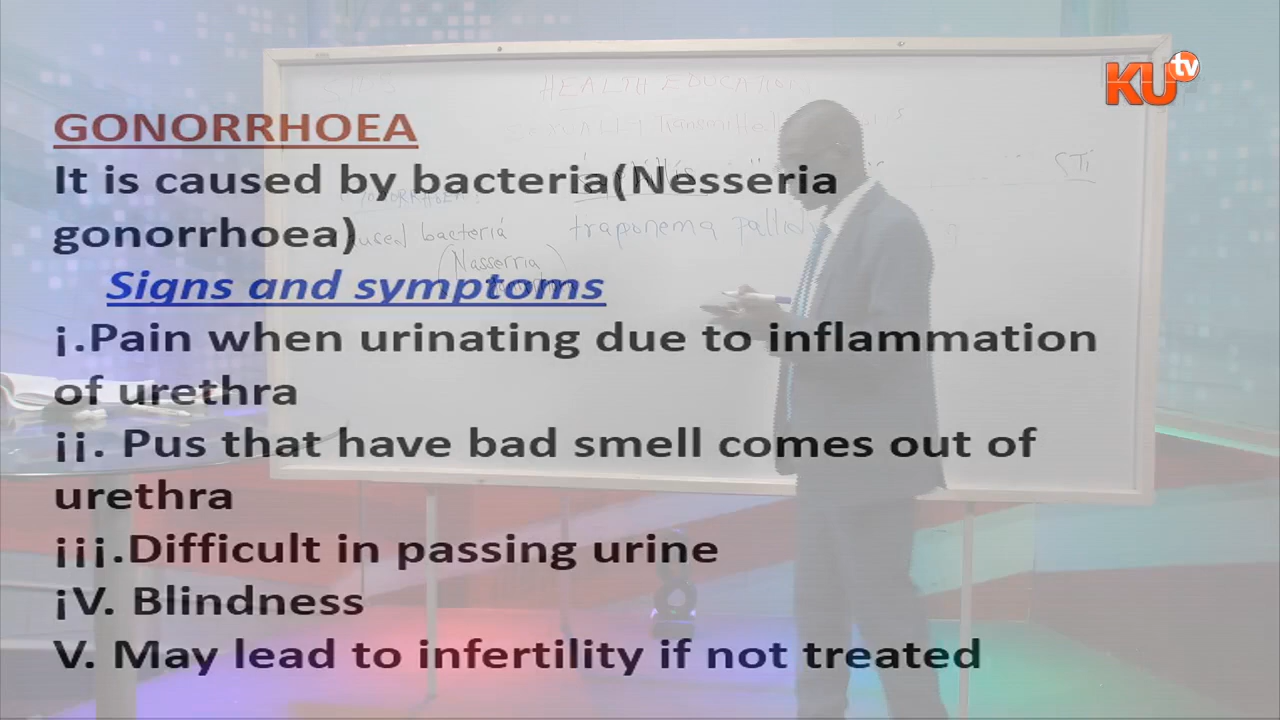 KU tv
HEALTH EDUCATION
GONORRHOEA
STi
It is caused by bacteria(Nesseria
gonorrhoea)
bacteria
traponema
Signs and symptoms
¡.Pain when urinating due to inflammation
of urethra
¡¡. Pus that have bad smell comes out of
urethra
¡¡¡.Difficult in passing urine
¡V. Blindness
V. May lead to infertility if not treated